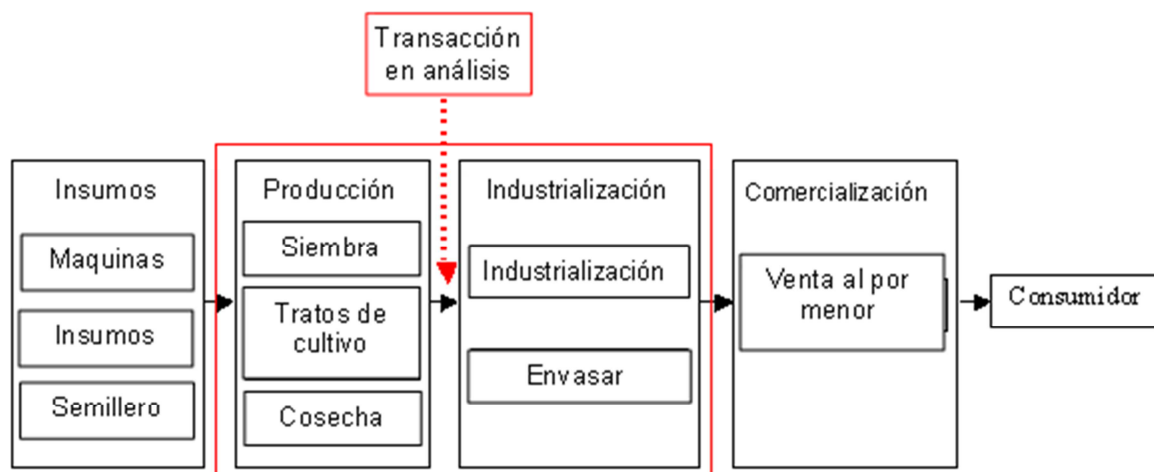 Transacción
en análisis
Insumos
Maquinas
Insumos
Semillero
Producción
Siembra
Tratos de
cultivo
Cosecha
Industrialización
Industrialización
Envasar
Comercialización
Venta al por
menor
Consumidor